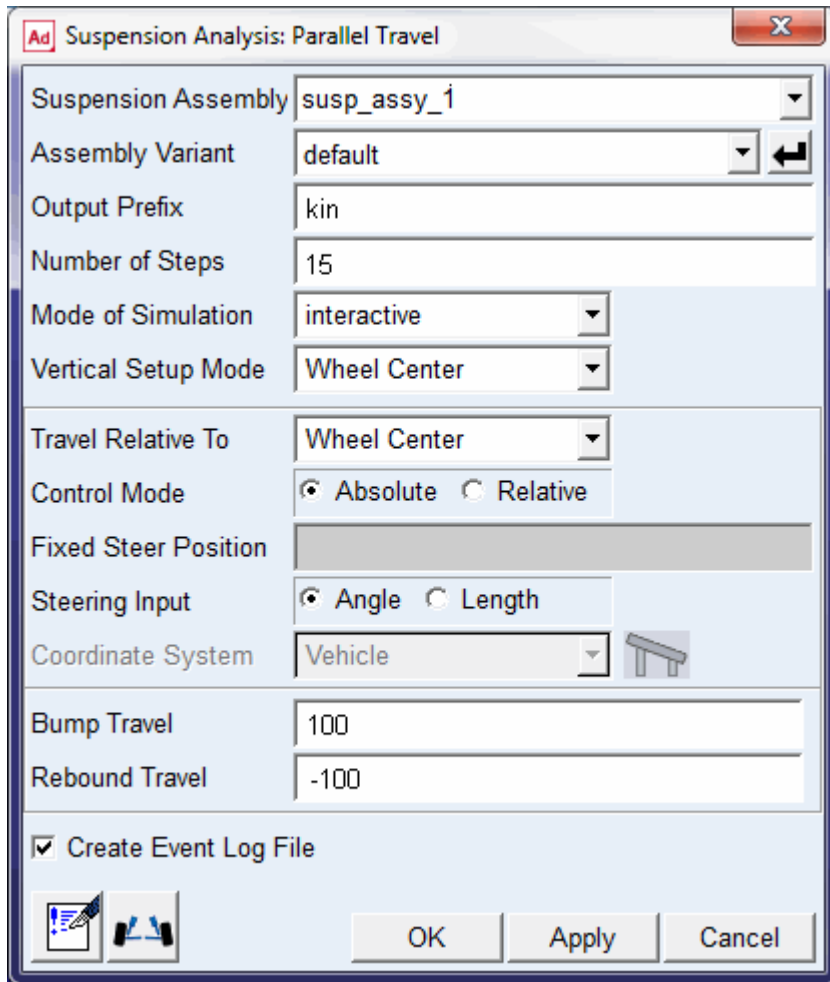 Ad Suspension Analysis: Parallel Travel
Suspension Assembly susp_assy_1
Assembly Variant default
Output Prefix kin
Number of Steps 15
Mode of Simulation interactive
Vertical Setup Mode Wheel Center
Travel Relative To Wheel Center
Control Mode Absolute Relative
Fixed Steer Position
Steering Input Angle Length
Coordinate System Vehicle
Bump Travel 100
Rebound Travel -100
Create Event Log File
OK Apply Cancel